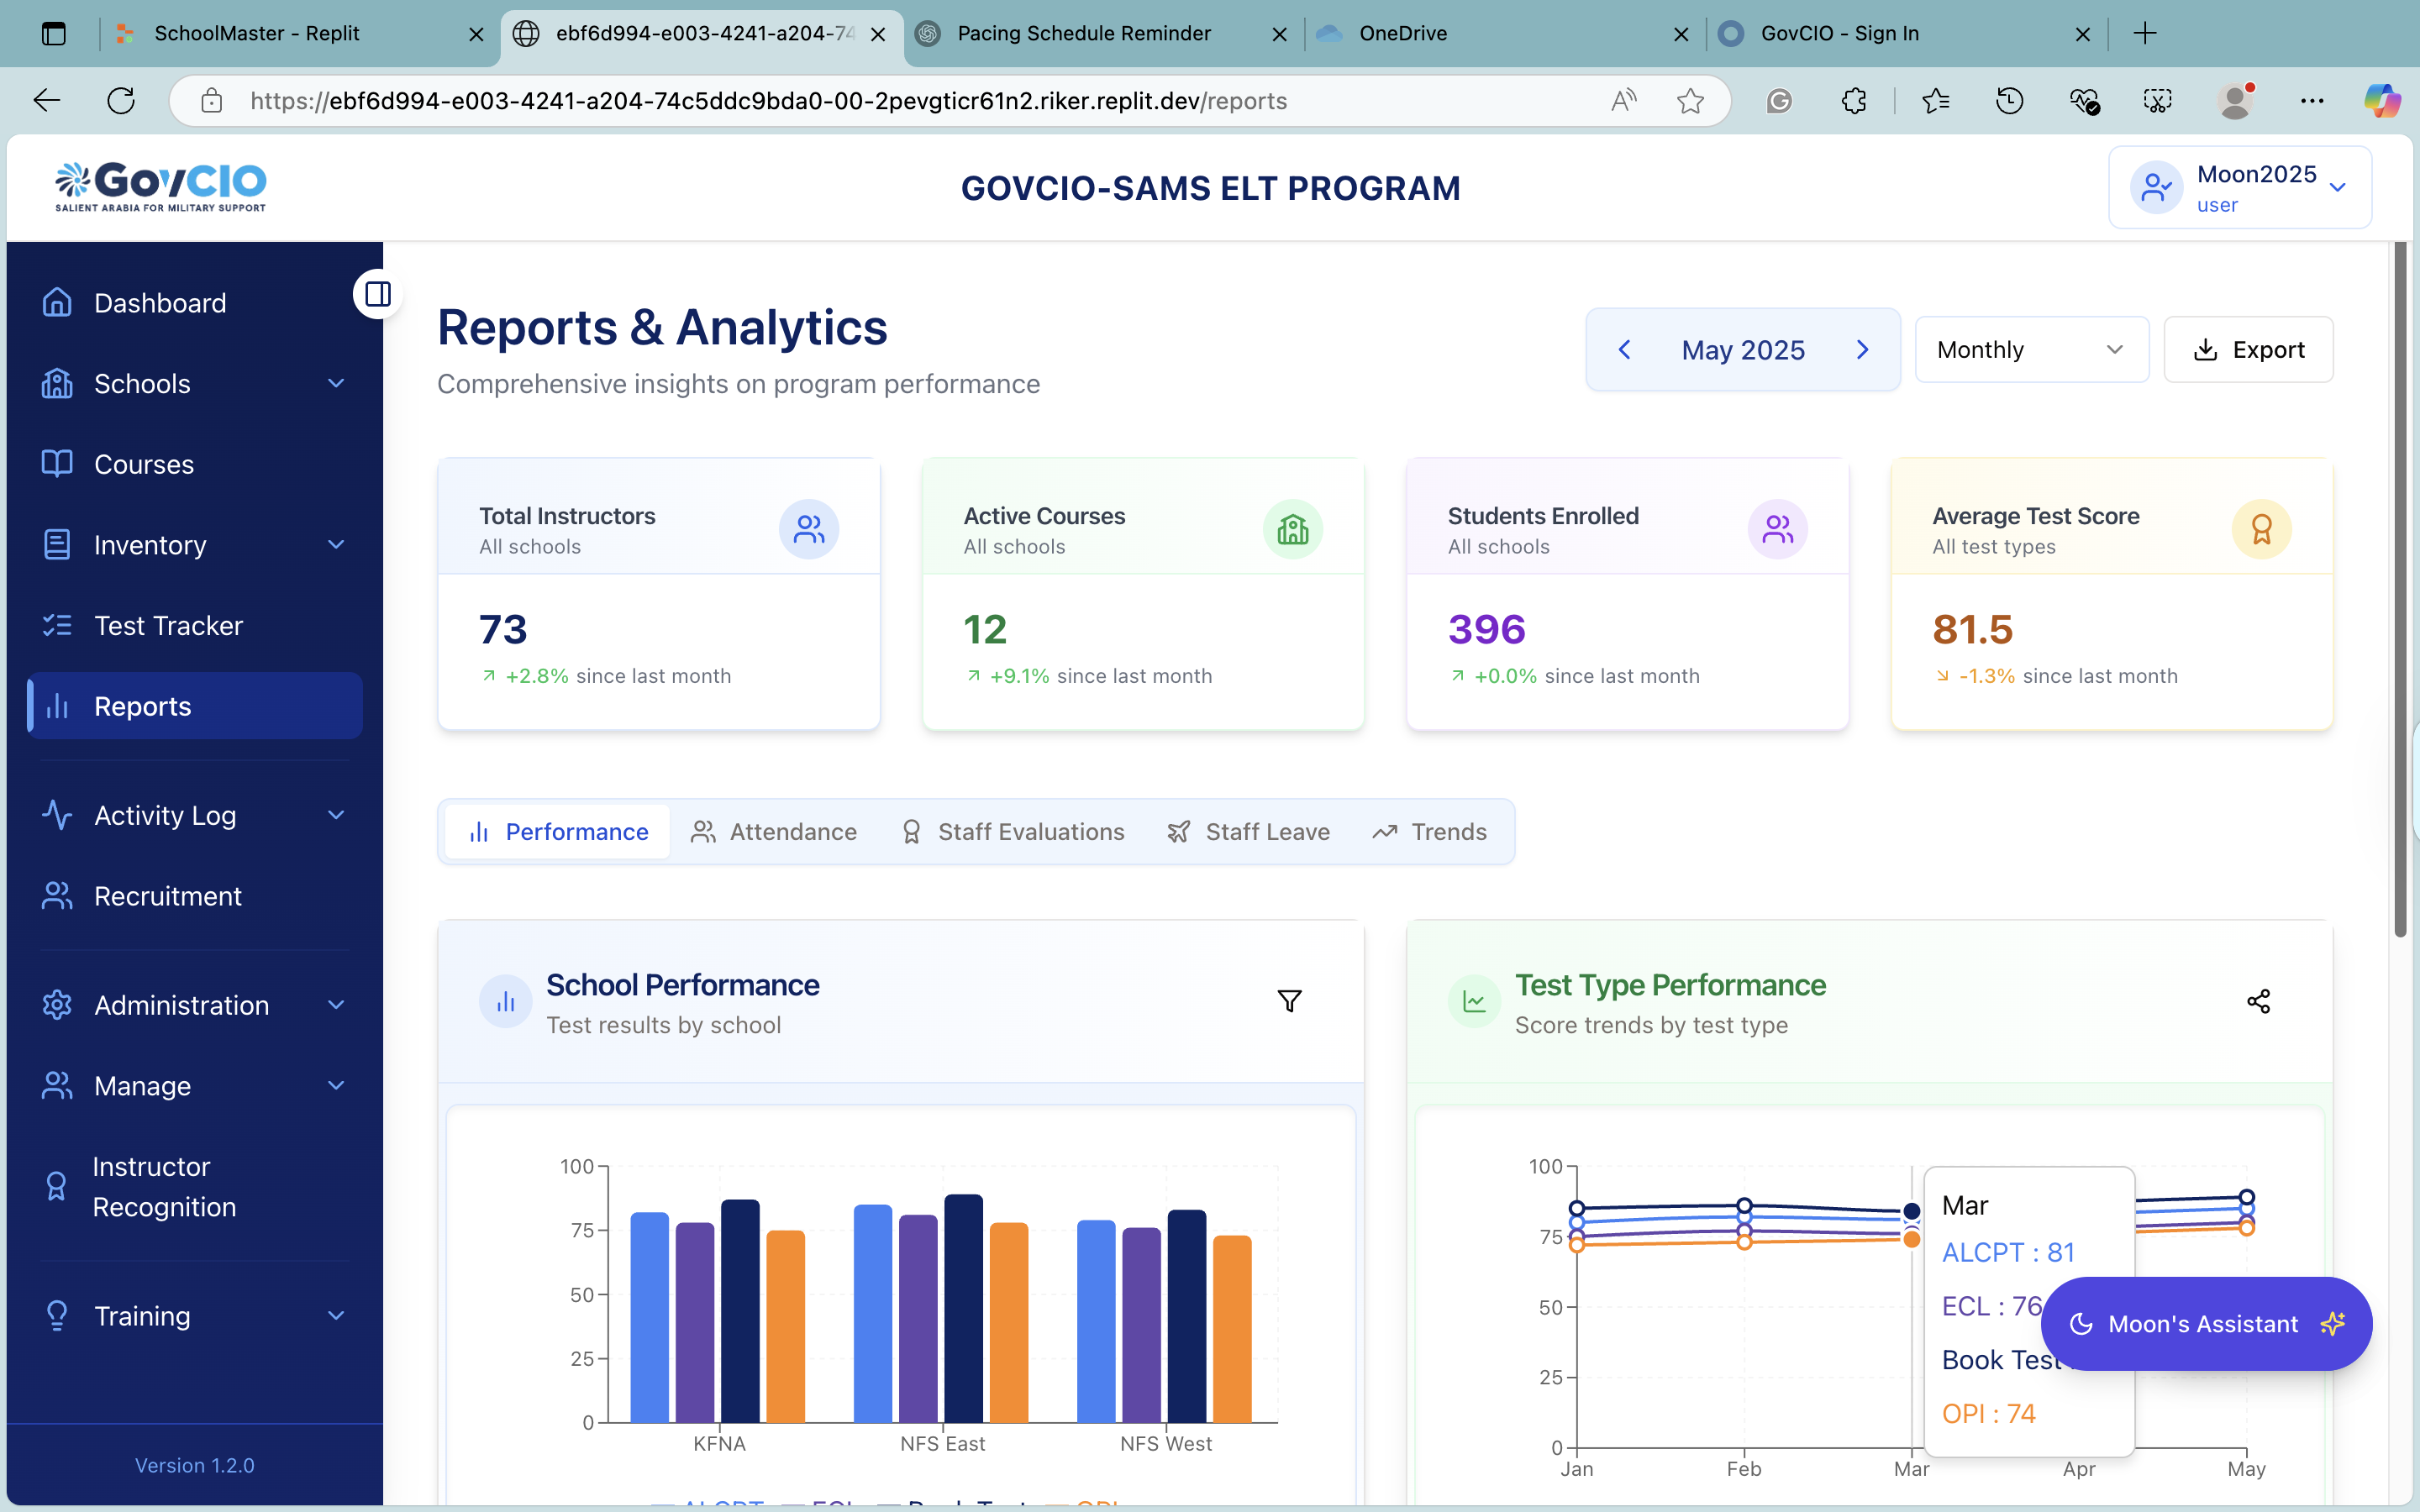 SchoolMaster - Replit
ebf6d994-e003-4241-a204-74
Pacing Schedule Reminder
OneDrive
GovCIO - Sign In
https://ebf6d994-e003-4241-a204-74c5ddc9bda0-00-2pevgticr61n2.riker.replit.dev/reports
GovCIO
SALIENT ARABIA FOR MILITARY SUPPORT
GOVCIO-SAMS ELT PROGRAM
Moon2025
user
Dashboard
Schools
Courses
Inventory
Test Tracker
Reports
Activity Log
Recruitment
Administration
Manage
Instructor
Recognition
Training
Version 1.2.0
Reports & Analytics
Comprehensive insights on program performance
May 2025
Monthly
Export
Total Instructors
All schools
73
+2.8% since last month
Active Courses
All schools
12
+9.1% since last month
Students Enrolled
All schools
396
+0.0% since last month
Average Test Score
All test types
81.5
-1.3% since last month
Performance
Attendance
Staff Evaluations
Staff Leave
Trends
School Performance
Test results by school
100
75
50
25
0
KFNA
NFS East
NFS West
ALCPT
ECL
Book Test
OPI
Test Type Performance
Score trends by test type
100
75
50
25
0
Jan
Feb
Mar
Apr
May
Mar
ALCPT : 81
ECL : 76
Book Test
OPI : 74
Moon's Assistant